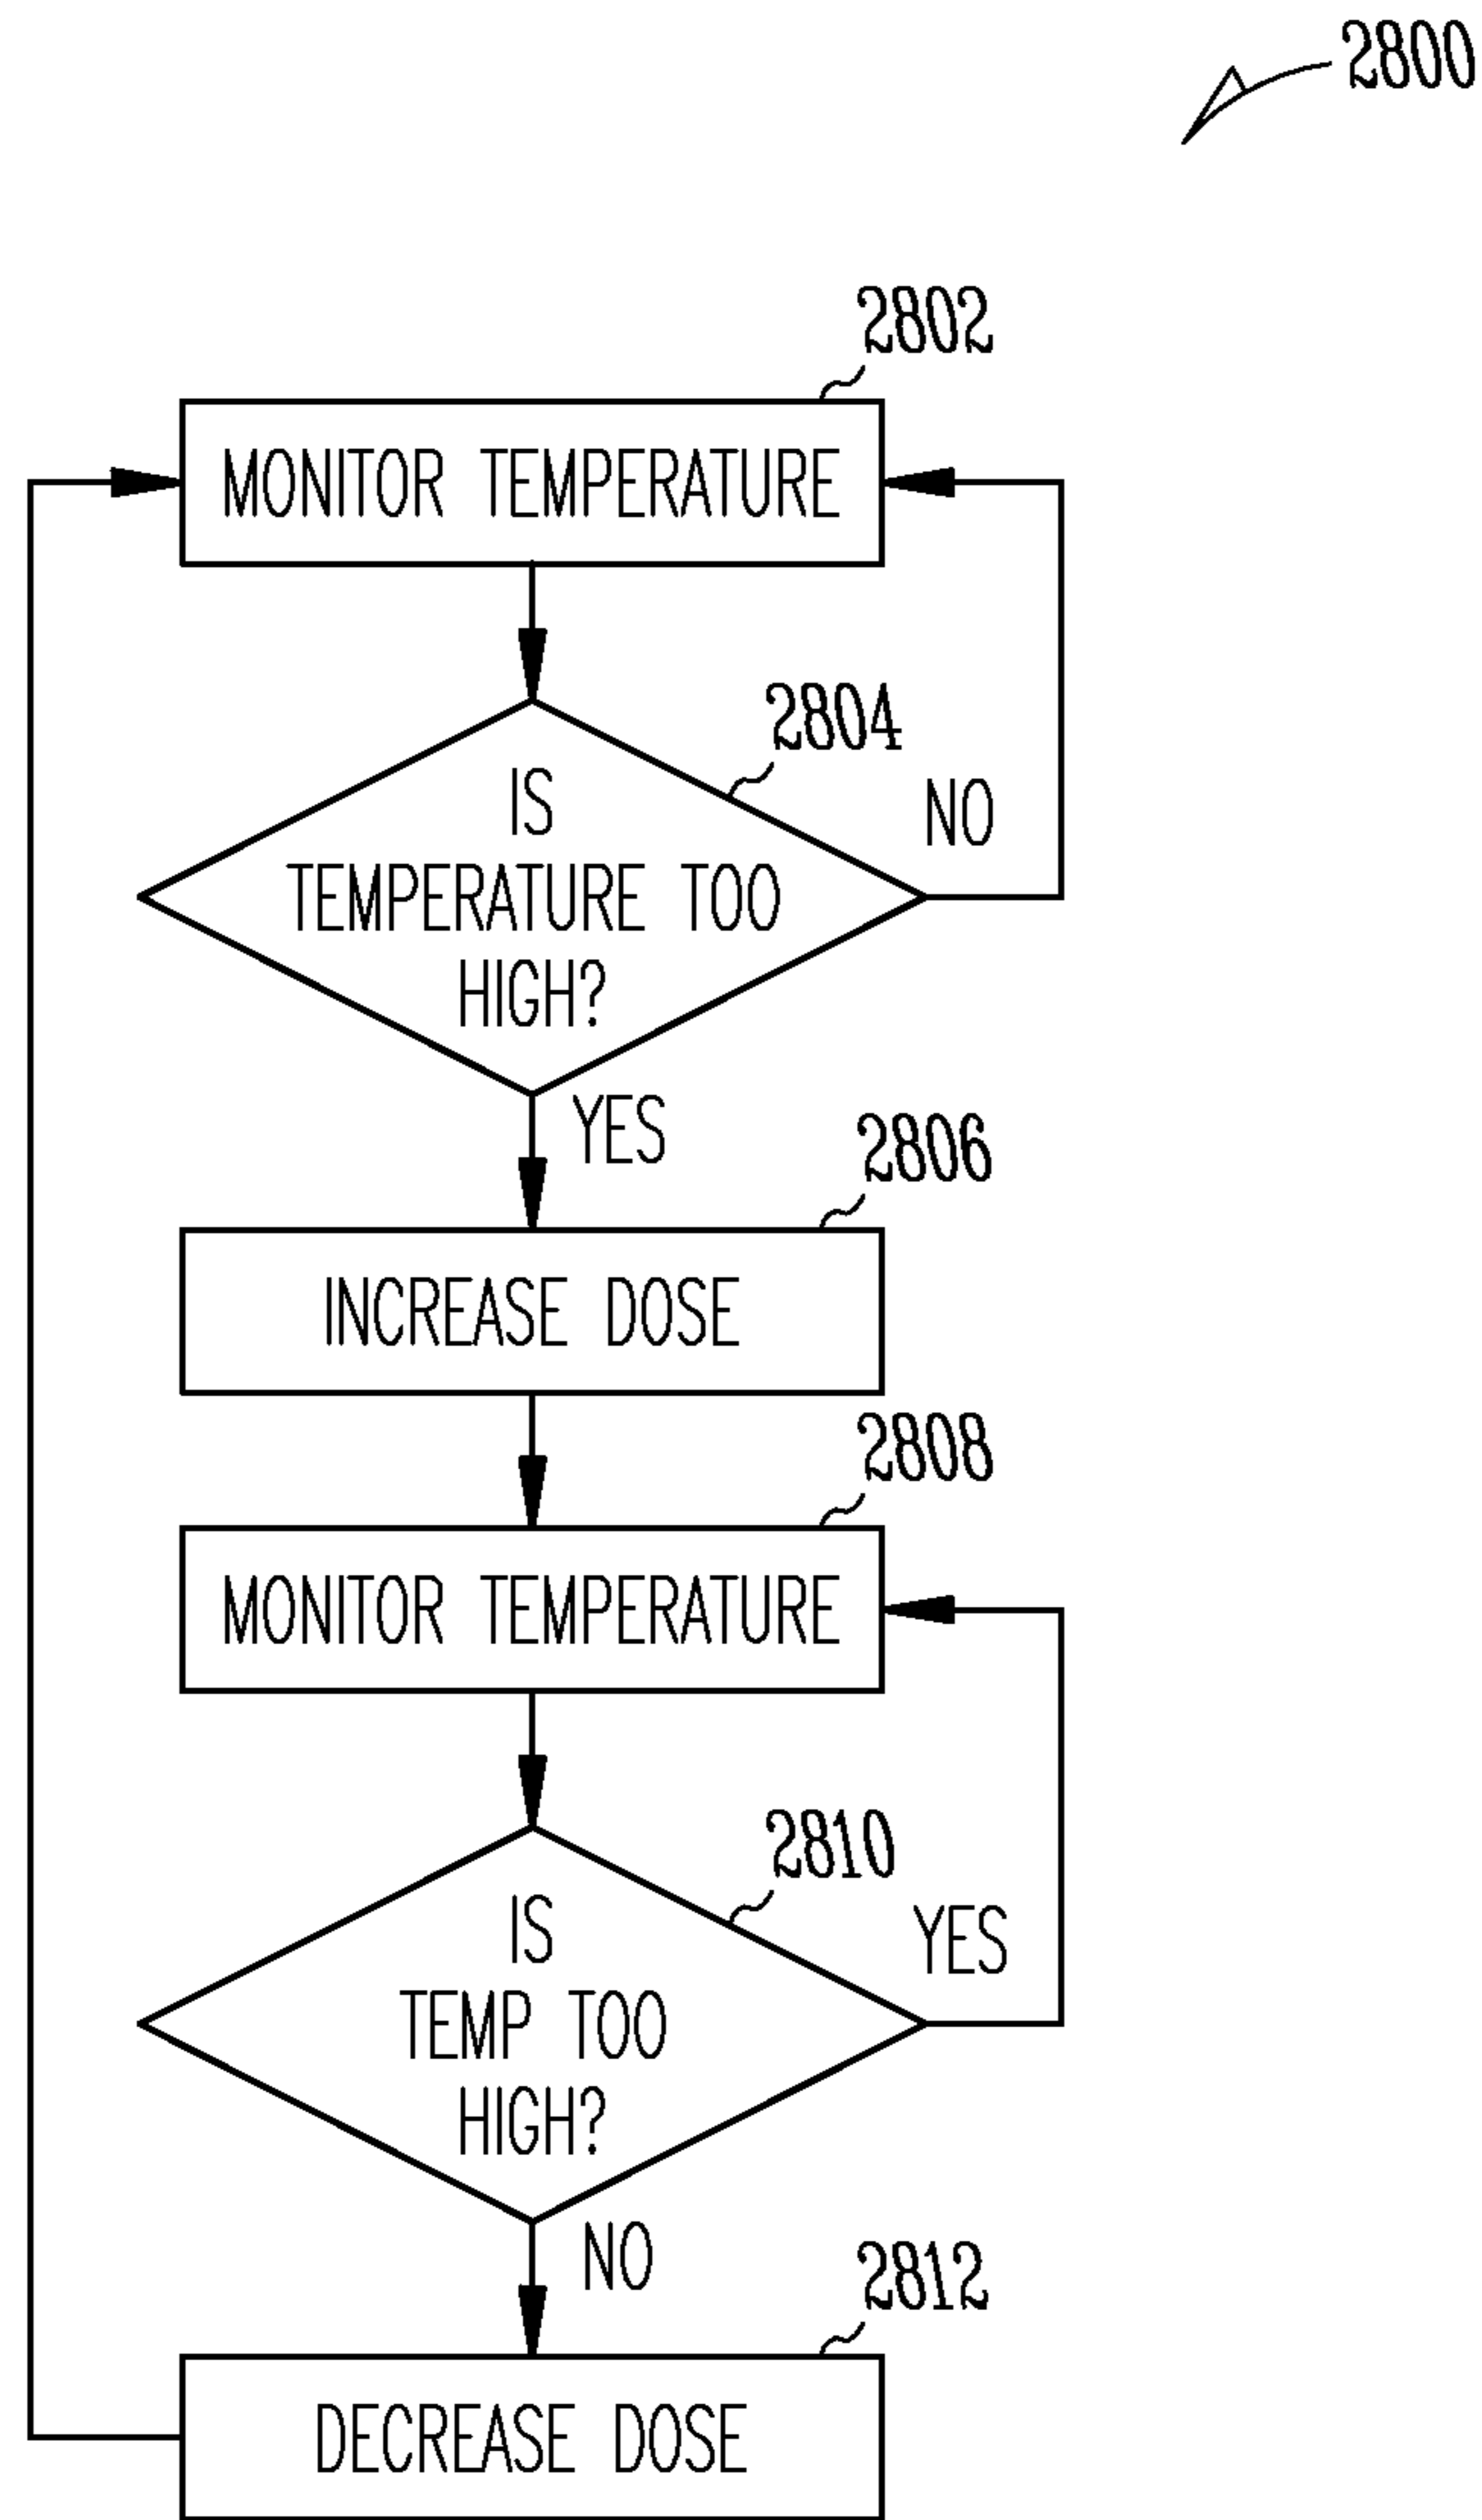 2800
2802
MONITOR TEMPERATURE
2804
IS
TEMPERATURE TOO
HIGH?
NO
YES
2806
INCREASE DOSE
2808
MONITOR TEMPERATURE
2810
IS
TEMP TOO
HIGH?
YES
NO
2812
DECREASE DOSE